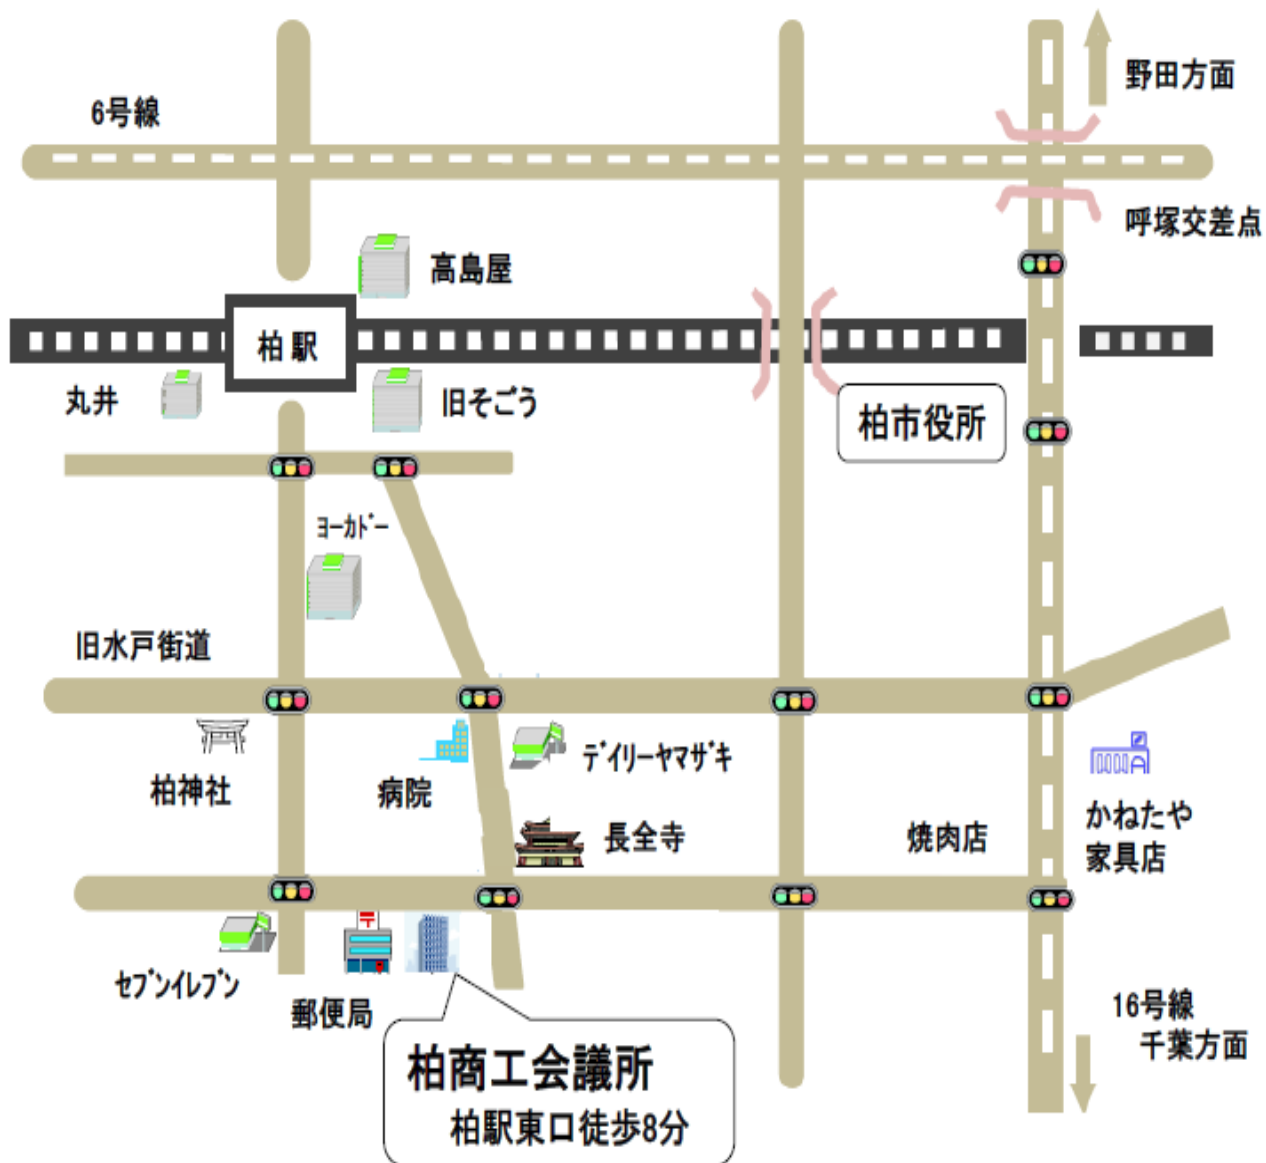 野田方面
6号線
呼塚交差点
高島屋
柏駅
丸井
旧そごう
柏市役所
ﾖｰｶﾄﾞｰ
旧水戸街道
ﾃﾞｲﾘｰﾔﾏｻﾞｷ
柏神社
病院
かねたや
家具店
長全寺
焼肉店
〒
ｾﾌﾞﾝｲﾚﾌﾞﾝ
郵便局
16号線
千葉方面
柏商工会議所
柏駅東口徒歩8分